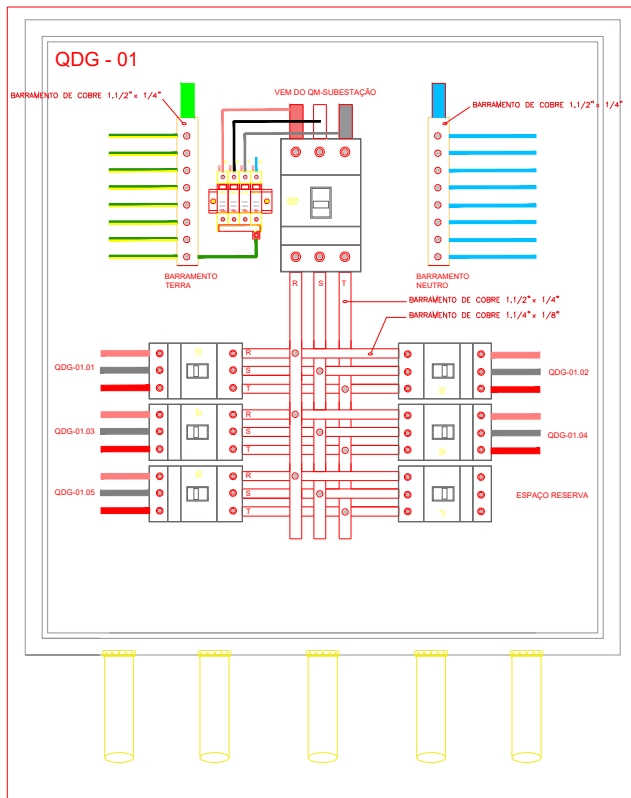 QDG - 01
VEM DO QM-SUBESTAÇÃO
BARRAMENTO DE COBRE 1.1/2" x 1/4"
BARRAMENTO DE COBRE 1.1/2" x 1/4"
BARRAMENTO
TERRA
BARRAMENTO
NEUTRO
R S T
BARRAMENTO DE COBRE 1.1/2" x 1/4"
BARRAMENTO DE COBRE 1.1/4" x 1/8"
QDG-01.01
R
S
T
QDG-01.02
QDG-01.03
R
S
T
QDG-01.04
QDG-01.05
R
S
T
ESPAÇO RESERVA